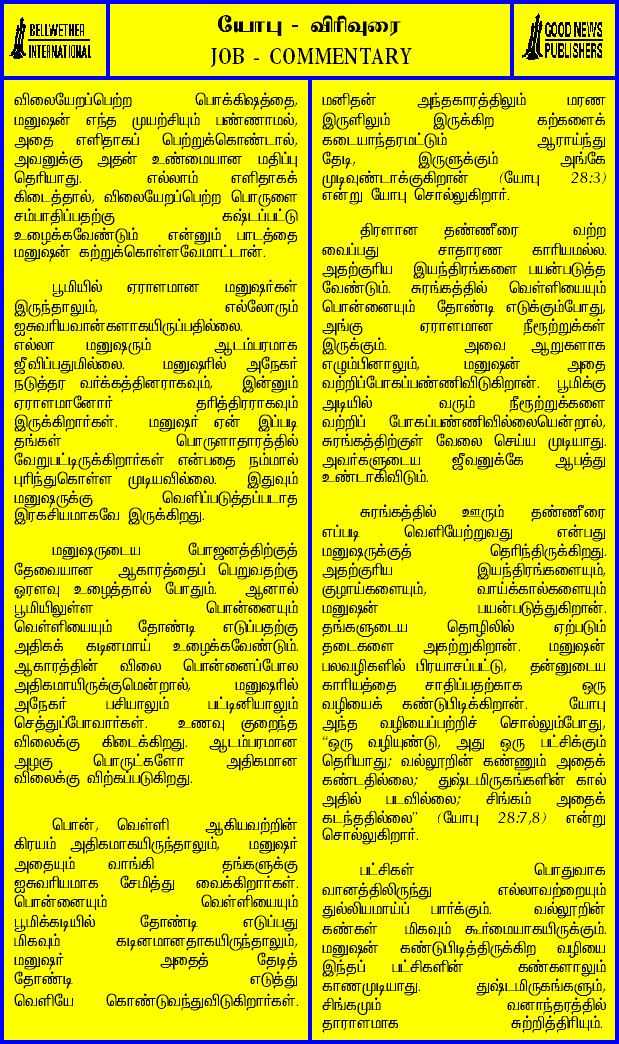 BELLWETHER
INTERNATIONAL
யோபு - விரிவுரை
JOB - COMMENTARY
GOOD NEWS
PUBLISHERS
விலையேறப்பெற்ற பொக்கிஷத்தை,
மனுஷன் எந்த முயற்சியும் பண்ணாமல்,
அதை எளிதாகப் பெற்றுக்கொண்டால்,
அவனுக்கு அதன் உண்மையான மதிப்பு
தெரியாது. எல்லாம் எளிதாகக்
கிடைத்தால், விலையேறப்பெற்ற பொருளை
சம்பாதிப்பதற்கு கஷ்டப்பட்டு
உழைக்கவேண்டும் என்னும் பாடத்தை
மனுஷன் கற்றுக்கொள்ளவேமாட்டான்.
பூமியில் ஏராளமான மனுஷர்கள்
இருந்தாலும், எல்லோரும்
ஐசுவரியவான்களாகயிருப்பதில்லை.
எல்லா மனுஷரும் ஆடம்பரமாக
ஜீவிப்பதுமில்லை. மனுஷரில் அநேகர்
நடுத்தர வர்க்கத்தினராகவும், இன்னும்
ஏராளமானோர் தரித்திரராகவும்
இருக்கிறார்கள். மனுஷர் ஏன் இப்படி
தங்கள் பொருளாதாரத்தில்
வேறுபட்டிருக்கிறார்கள் என்பதை நம்மால்
புரிந்துகொள்ள முடியவில்லை. இதுவும்
மனுஷருக்கு வெளிப்படுத்தப்படாத
இரகசியமாகவே இருக்கிறது.
மனுஷருடைய போஜனத்திற்குத்
தேவையான ஆகாரத்தைப் பெறுவதற்கு
ஓரளவு உழைத்தால் போதும். ஆனால்
பூமியிலுள்ள பொன்னையும்
வெள்ளியையும் தோண்டி எடுப்பதற்கு
அதிகக் கடினமாய் உழைக்கவேண்டும்.
ஆகாரத்தின் விலை பொன்னைப்போல
அதிகமாயிருக்குமென்றால், மனுஷரில்
அநேகர் பசியாலும் பட்டினியாலும்
செத்துப்போவார்கள். உணவு குறைந்த
விலைக்கு கிடைக்கிறது. ஆடம்பரமான
அழகு பொருட்களோ அதிகமான
விலைக்கு விற்கப்படுகிறது.
பொன், வெள்ளி ஆகியவற்றின்
கிரயம் அதிகமாகயிருந்தாலும், மனுஷர்
அதையும் வாங்கி தங்களுக்கு
ஐசுவரியமாக சேமித்து வைக்கிறார்கள்.
பொன்னையும் வெள்ளியையும்
பூமிக்கடியில் தோண்டி எடுப்பது
மிகவும் கடினமானதாகயிருந்தாலும்,
மனுஷர் அதைத் தேடித்
தோண்டி எடுத்து
வெளியே கொண்டுவந்துவிடுகிறார்கள்.
மனிதன் அந்தகாரத்திலும் மரண
இருளிலும் இருக்கிற கற்களைக்
கடையாந்தரமட்டும் ஆராய்ந்து
தேடி, இருளுக்கும் அங்கே
முடிவுண்டாக்குகிறான் (யோபு 28:3)
என்று யோபு சொல்லுகிறார்.
திரளான தண்ணீரை வற்ற
வைப்பது சாதாரண காரியமல்ல.
அதற்குரிய இயந்திரங்களை பயன்படுத்த
வேண்டும். சுரங்கத்தில் வெள்ளியையும்
பொன்னையும் தோண்டி எடுக்கும்போது,
அங்கு ஏராளமான நீரூற்றுக்கள்
இருக்கும். அவை ஆறுகளாக
எழும்பினாலும், மனுஷன் அதை
வற்றிப்போகப்பண்ணிவிடுகிறான். பூமிக்கு
அடியில் வரும் நீரூற்றுக்களை
வற்றிப் போகப்பண்ணிவில்லையென்றால்,
சுரங்கத்திற்குள் வேலை செய்ய முடியாது.
அவர்களுடைய ஜீவனுக்கே ஆபத்து
உண்டாகிவிடும்.
சுரங்கத்தில் ஊரும் தண்ணீரை
எப்படி வெளியேற்றுவது என்பது
மனுஷருக்குத் தெரிந்திருக்கிறது.
அதற்குரிய இயந்திரங்களையும்,
குழாய்களையும், வாய்க்கால்களையும்
மனுஷன் பயன்படுத்துகிறான்.
தங்களுடைய தொழிலில் ஏற்படும்
தடைகளை அகற்றுகிறான். மனுஷன்
பலவழிகளில் பிரயாசப்பட்டு, தன்னுடைய
காரியத்தை சாதிப்பதற்காக ஒரு
வழியைக் கண்டுபிடிக்கிறான். யோபு
அந்த வழியைப்பற்றிச் சொல்லும்போது,
“ஒரு வழியுண்டு, அது ஒரு பட்சிக்கும்
தெரியாது; வல்லூறின் கண்ணும் அதைக்
கண்டதில்லை; துஷ்டமிருகங்களின் கால்
அதில் படவில்லை; சிங்கம் அதைக்
கடந்ததில்லை” (யோபு 28:7,8) என்று
சொல்லுகிறார்.
பட்சிகள் பொதுவாக
வானத்திலிருந்து எல்லாவற்றையும்
துல்லியமாய்ப் பார்க்கும். வல்லூறின்
கண்கள் மிகவும் கூர்மையாகயிருக்கும்.
மனுஷன் கண்டுபிடித்திருக்கிற வழியை
இந்தப் பட்சிகளின் கண்களாலும்
காணமுடியாது. துஷ்டமிருகங்களும்,
சிங்கமும் வனாந்தரத்தில்
தாராளமாக சுற்றித்திரியும்.